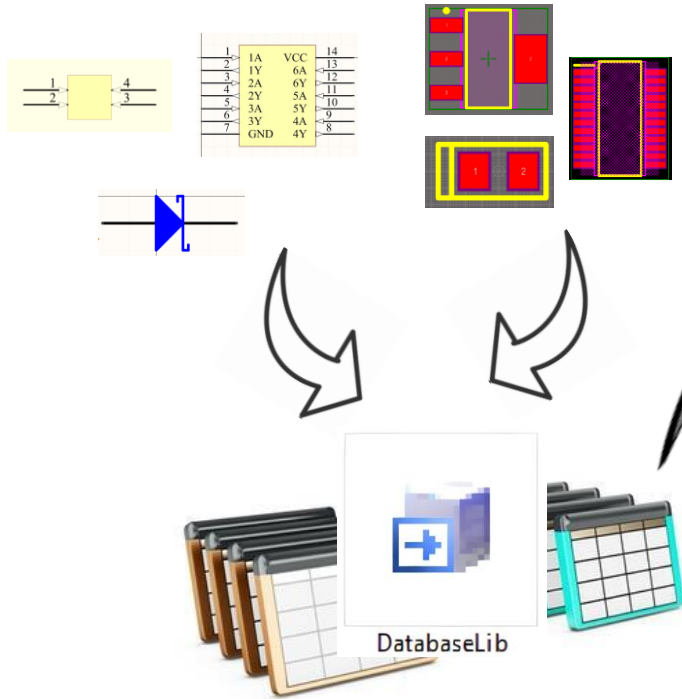 1 4
2 3
1 1A VCC 14
2 1Y 6A 13
3 2A 6Y 12
4 2Y 5A 11
5 3A 5Y 10
6 3Y 4A 9
7 GND 4Y 8
1 2
DatabaseLib